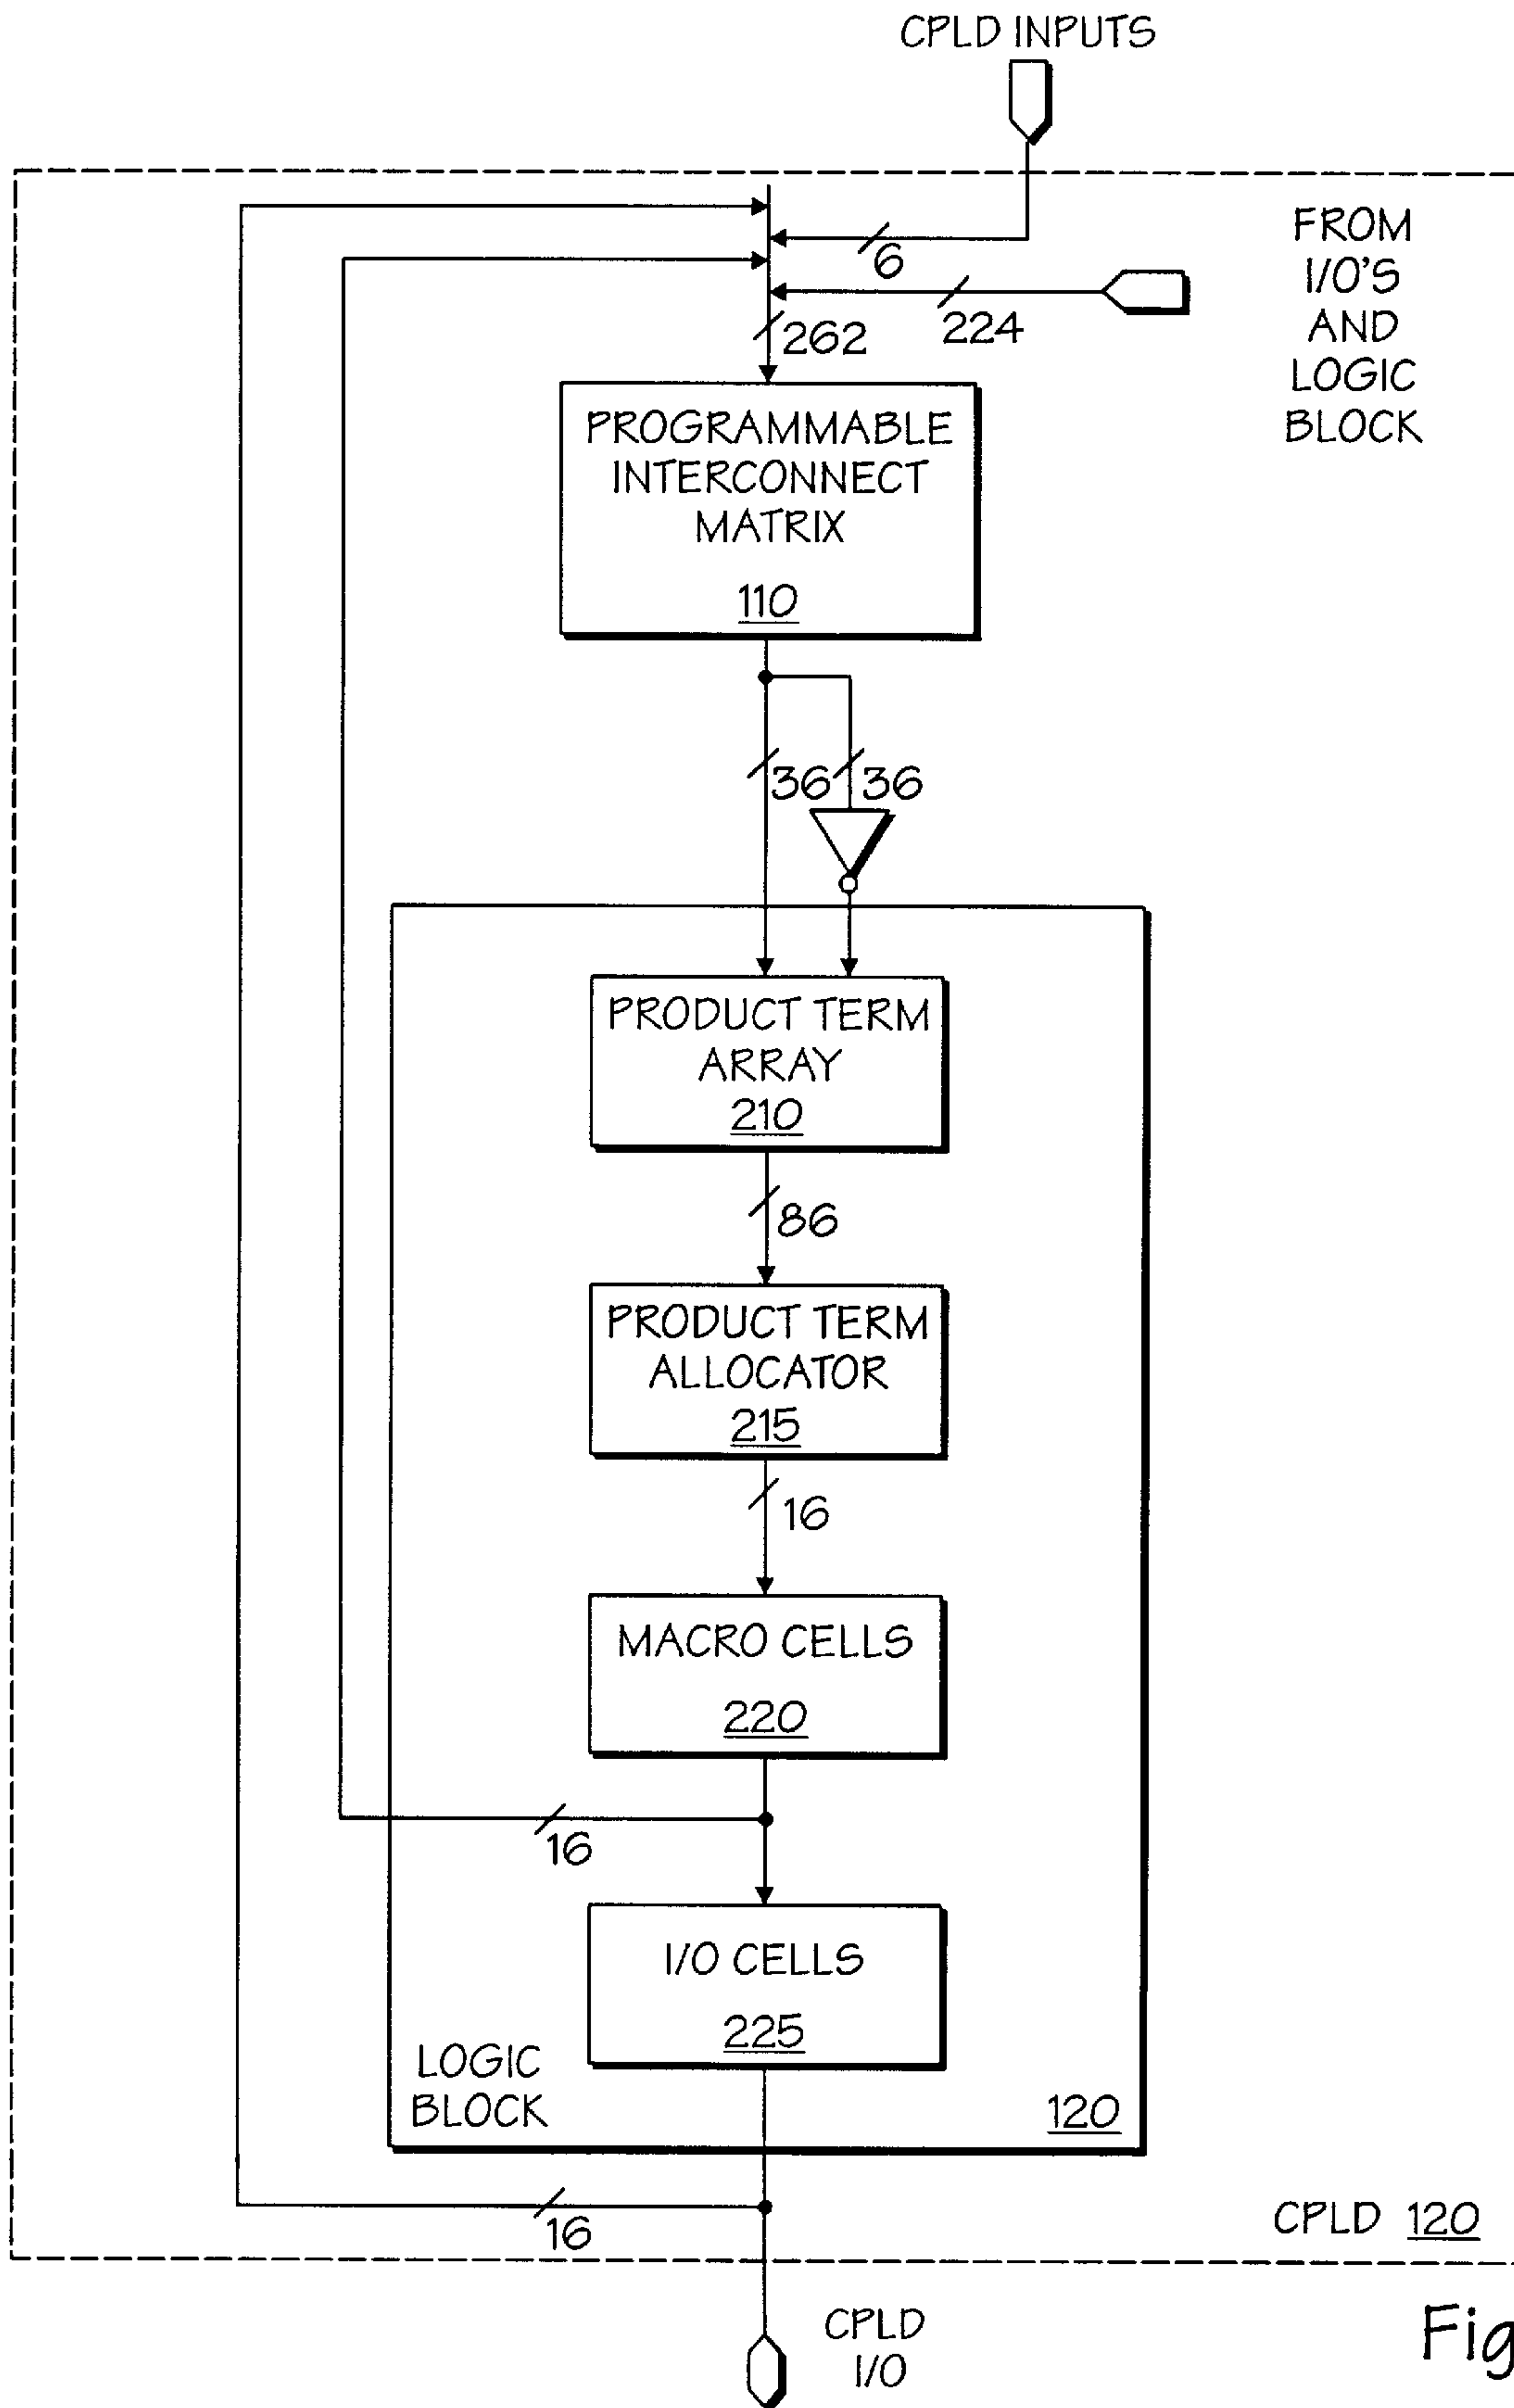 CPLD INPUTS
FROM
I/O'S
AND
LOGIC
BLOCK
6
224
262
PROGRAMMABLE
INTERCONNECT
MATRIX
110
36
36
PRODUCT TERM
ARRAY
210
86
PRODUCT TERM
ALLOCATOR
215
16
MACRO CELLS
220
16
I/O CELLS
225
LOGIC
BLOCK
120
16
CPLD 120
CPLD
I/O
Fig